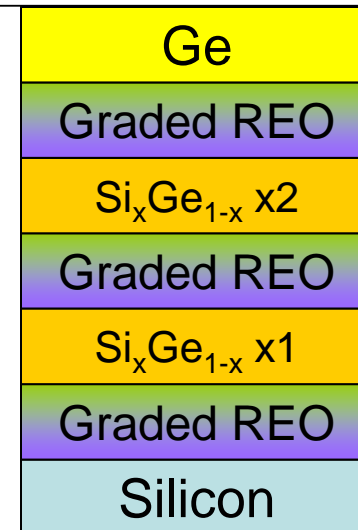 Ge
Graded REO
SiₓGe₁₋ₓ x2
Graded REO
SiₓGe₁₋ₓ x1
Graded REO
Silicon